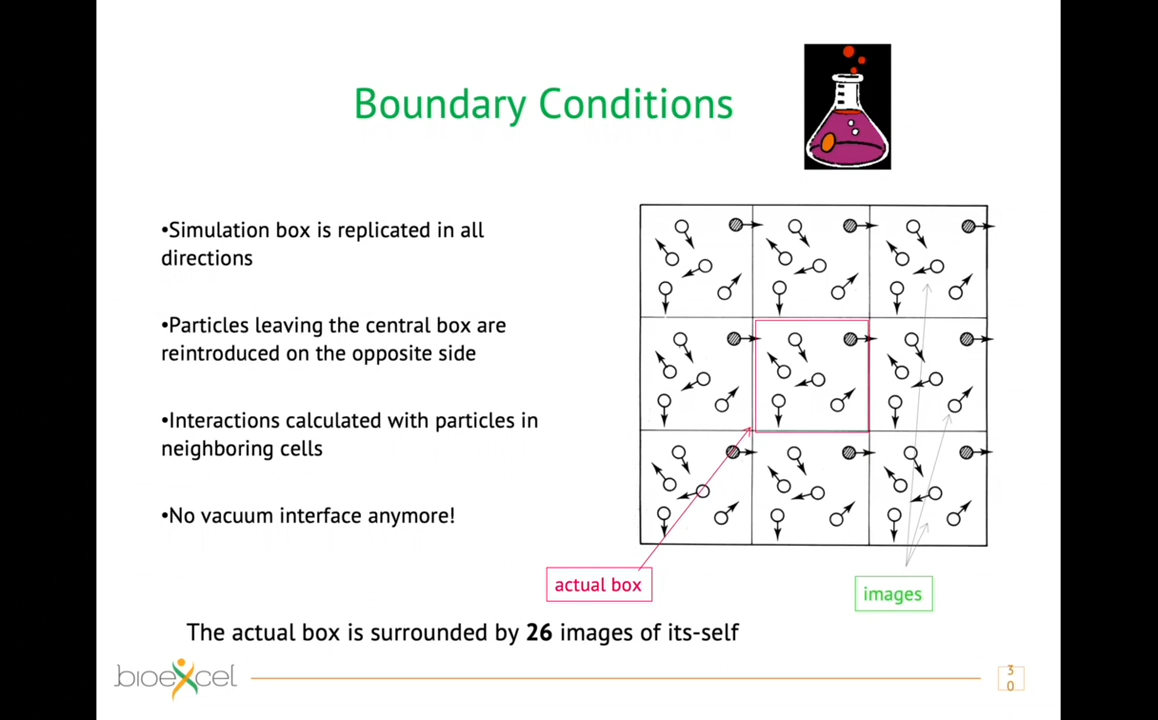 Boundary Conditions
•Simulation box is replicated in all
directions
•Particles leaving the central box are
reintroduced on the opposite side
•Interactions calculated with particles in
neighboring cells
•No vacuum interface anymore!
actual box
images
The actual box is surrounded by 26 images of its-self
bioexcel
3
0